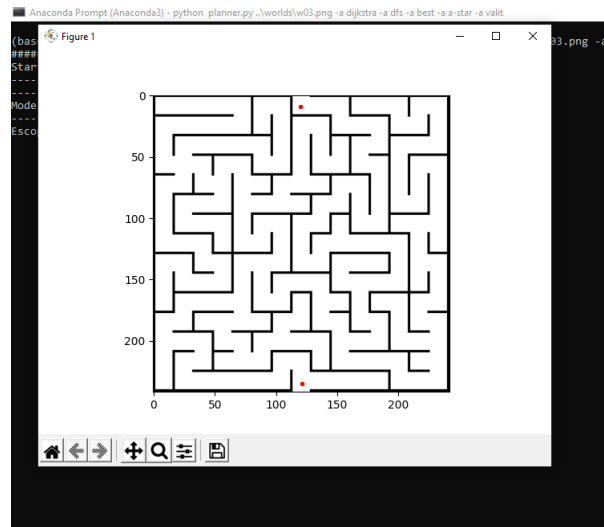 Anaconda Prompt (Anaconda3) - python planner.py ..\worlds\w03.png -a dijkstra -a dfs -a best -a a-star -a valit
(bas
Figure 1
03.png -a
####
Star
----
----
Mode
----
Esco
0
50
100
150
200
0 50 100 150 200